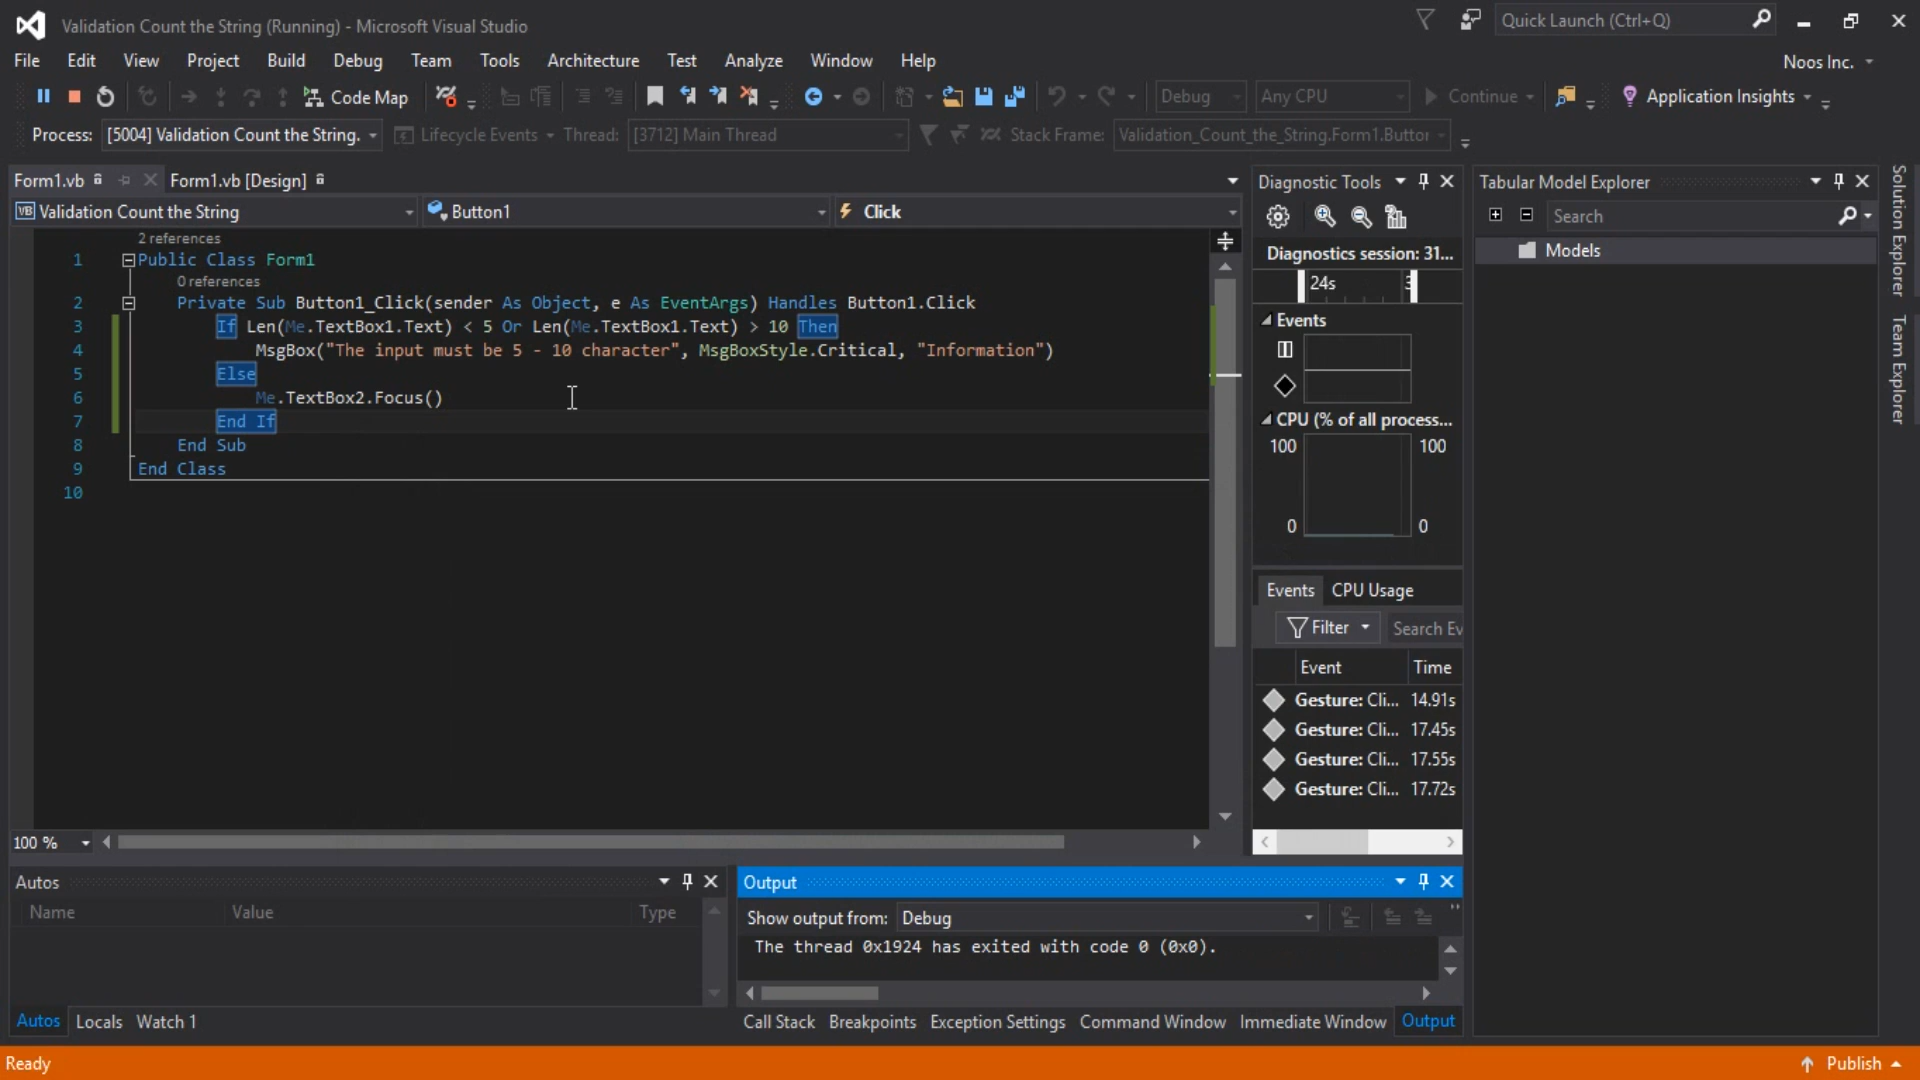 Validation Count the String (Running) - Microsoft Visual Studio
Quick Launch (Ctrl+Q)
File Edit View Project Build Debug Team Tools Architecture Test Analyze Window Help
Noos Inc.
Code Map
Debug
Any CPU
Continue
Application Insights
Process: [5004] Validation Count the String.
Lifecycle Events
Thread: [3712] Main Thread
Stack Frame: Validation_Count_the_String.Form1.Buttor
Form1.vb
Form1.vb [Design]
VB Validation Count the String
Button1
Click
2 references
1 Public Class Form1
0 references
2 Private Sub Button1_Click(sender As Object, e As EventArgs) Handles Button1.Click
3 If Len(Me.TextBox1.Text) < 5 Or Len(Me.TextBox1.Text) > 10 Then
4 MsgBox("The input must be 5 - 10 character", MsgBoxStyle.Critical, "Information")
5 Else
6 Me.TextBox2.Focus()
7 End If
8 End Sub
9 End Class
10
100 %
Diagnostic Tools
Diagnostics session: 31...
24s
3
Events
CPU (% of all process...
100 100
0 0
Events CPU Usage
Filter
Search Ev
Event Time
Gesture: Cli... 14.91s
Gesture: Cli... 17.45s
Gesture: Cli... 17.55s
Gesture: Cli... 17.72s
Tabular Model Explorer
Search
Models
Solution Explorer
Team Explorer
Autos
Name Value Type
Autos Locals Watch 1
Output
Show output from: Debug
The thread 0x1924 has exited with code 0 (0x0).
Call Stack Breakpoints Exception Settings Command Window Immediate Window Output
Ready
Publish